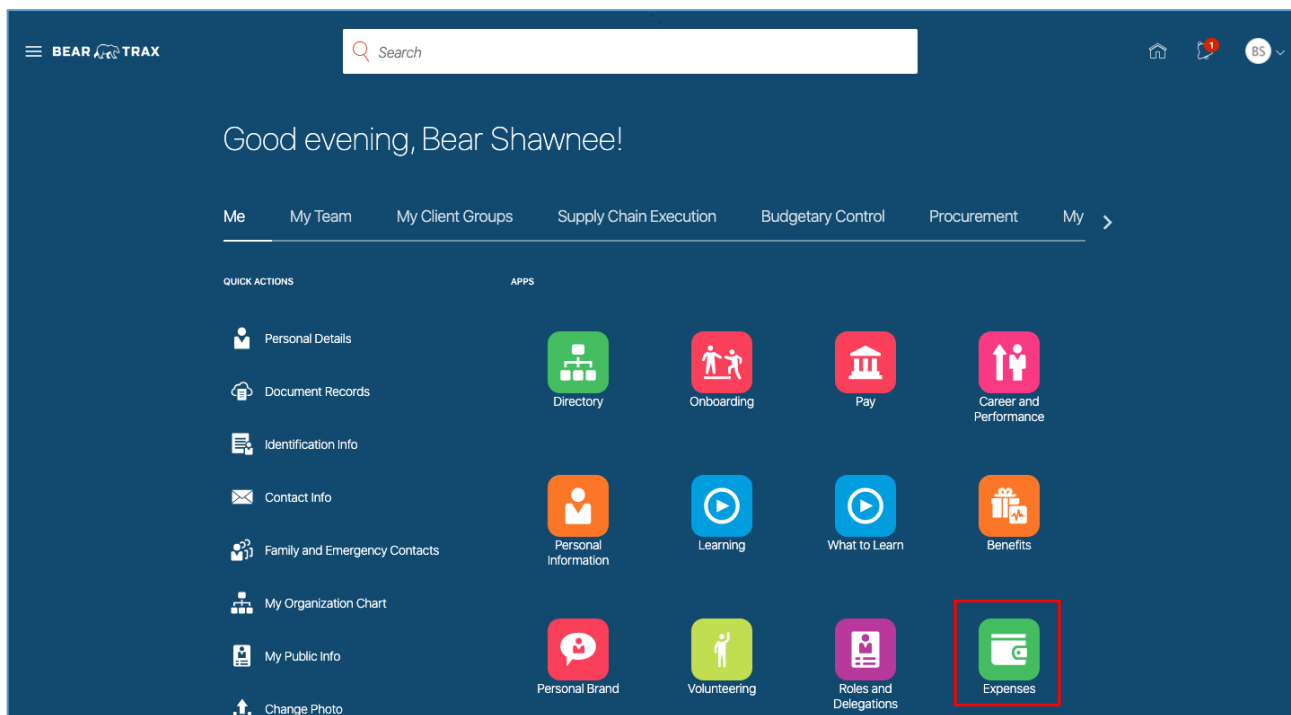 BEAR TRAX
Search
1
BS
Good evening, Bear Shawnee!
Me My Team My Client Groups Supply Chain Execution Budgetary Control Procurement My
QUICK ACTIONS
Personal Details
Document Records
Identification Info
Contact Info
Family and Emergency Contacts
My Organization Chart
My Public Info
Change Photo
APPS
Directory
Onboarding
Pay
Career and
Performance
Personal
Information
Learning
What to Learn
Benefits
Personal Brand
Volunteering
Roles and
Delegations
Expenses